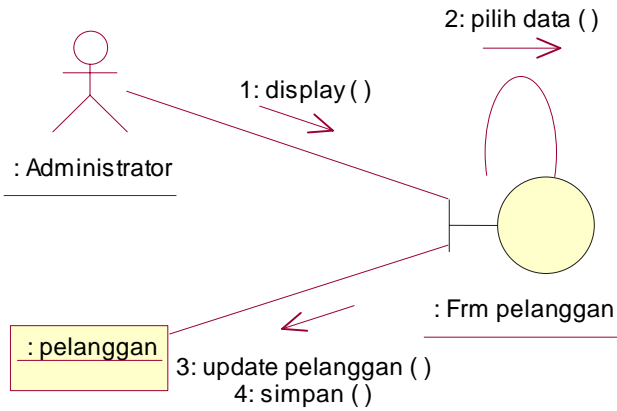 2: pilih data ( )
1: display ( )
: Administrator
: Frm pelanggan
: pelanggan
3: update pelanggan ( )
4: simpan ( )